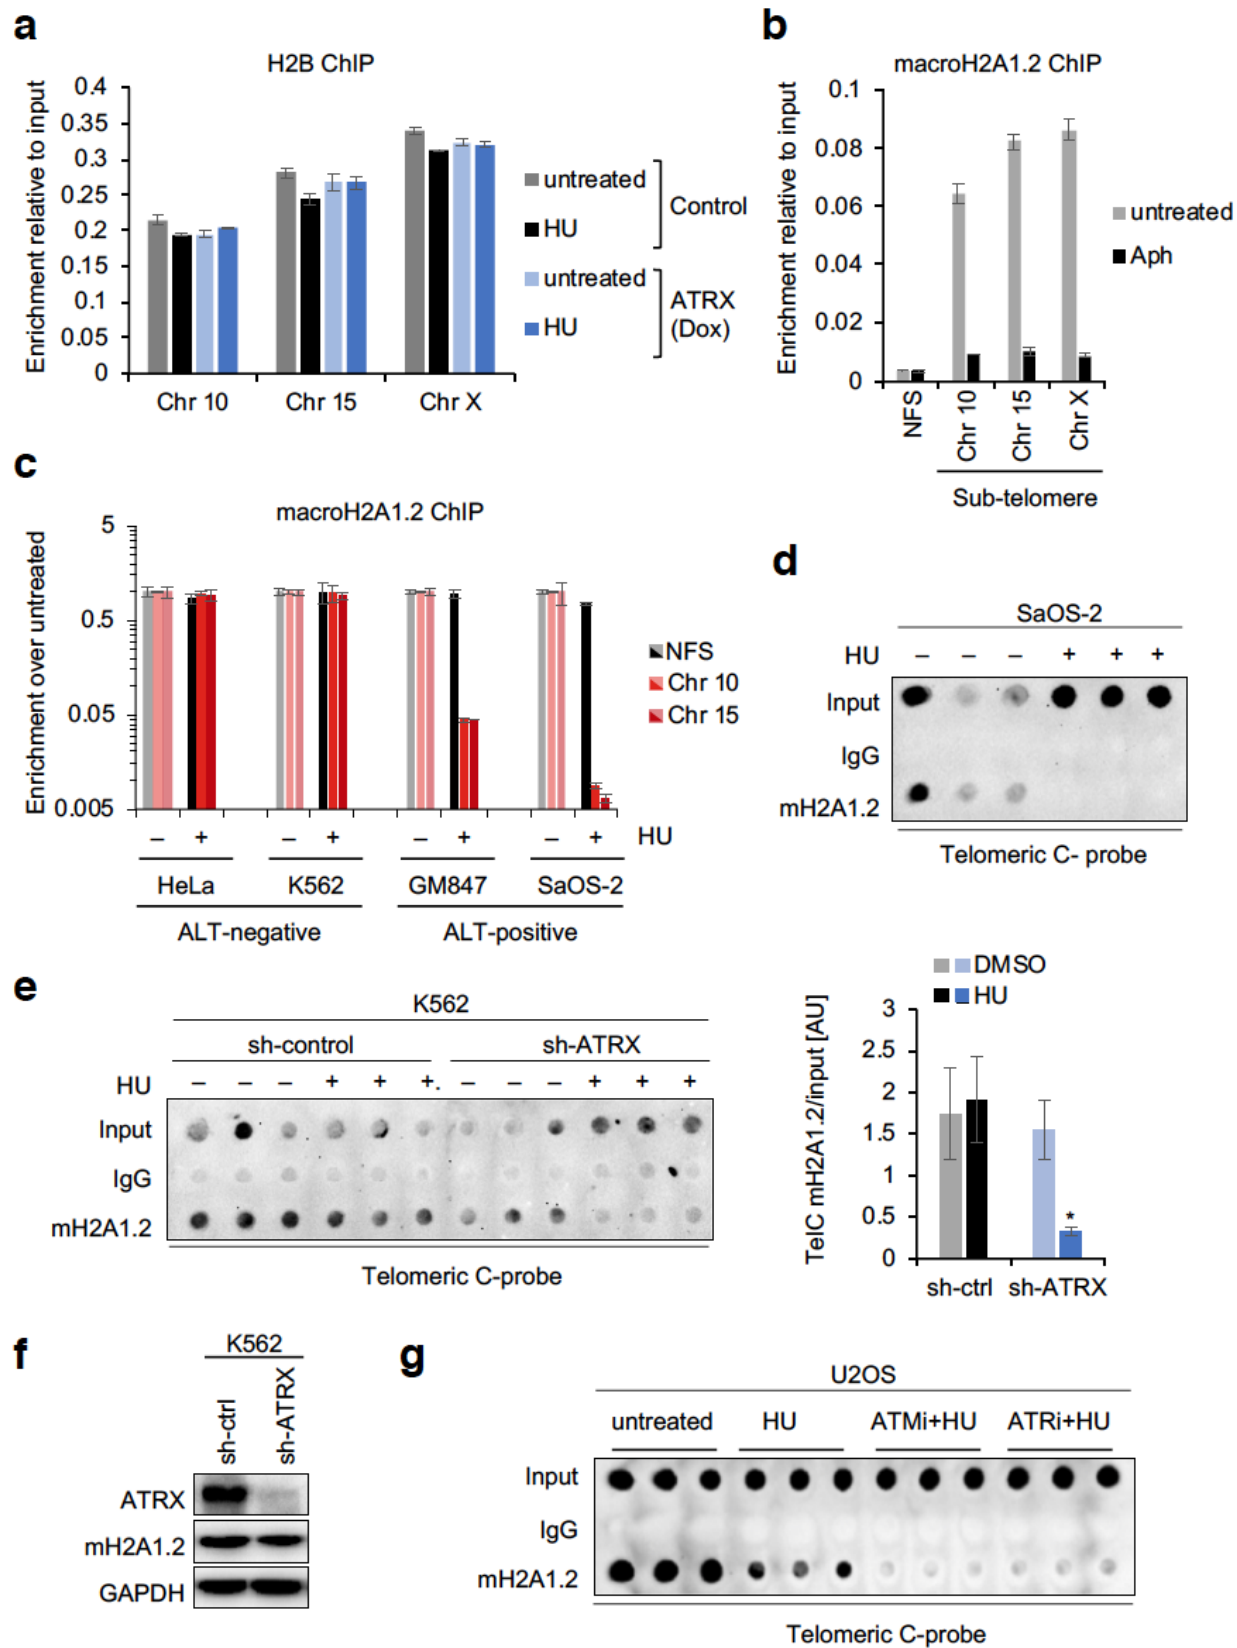 a
H2B ChIP
Enrichment relative to input
0.4
0.35
0.3
0.25
0.2
0.15
0.1
0.05
0
Chr 10
Chr 15
Chr X
untreated
HU
Control
untreated
HU
ATRX
(Dox)
b
macroH2A1.2 ChIP
Enrichment relative to input
0.1
0.08
0.06
0.04
0.02
0
NFS
Chr 10
Chr 15
Chr X
Sub-telomere
untreated
Aph
c
macroH2A1.2 ChIP
Enrichment over untreated
5
0.5
0.05
0.005
NFS
Chr 10
Chr 15
– + – + – + – + HU
HeLa K562 GM847 SaOS-2
ALT-negative ALT-positive
d
SaOS-2
HU – – – + + +
Input
IgG
mH2A1.2
Telomeric C- probe
e
K562
sh-control sh-ATRX
HU – – – + + +. – – – + + +
Input
IgG
mH2A1.2
Telomeric C-probe
DMSO
HU
TelC mH2A1.2/input [AU]
3
2.5
2
1.5
1
0.5
0
*
sh-ctrl sh-ATRX
f
K562
sh-ctrl
sh-ATRX
ATRX
mH2A1.2
GAPDH
g
U2OS
untreated HU ATMi+HU ATRi+HU
Input
IgG
mH2A1.2
Telomeric C-probe